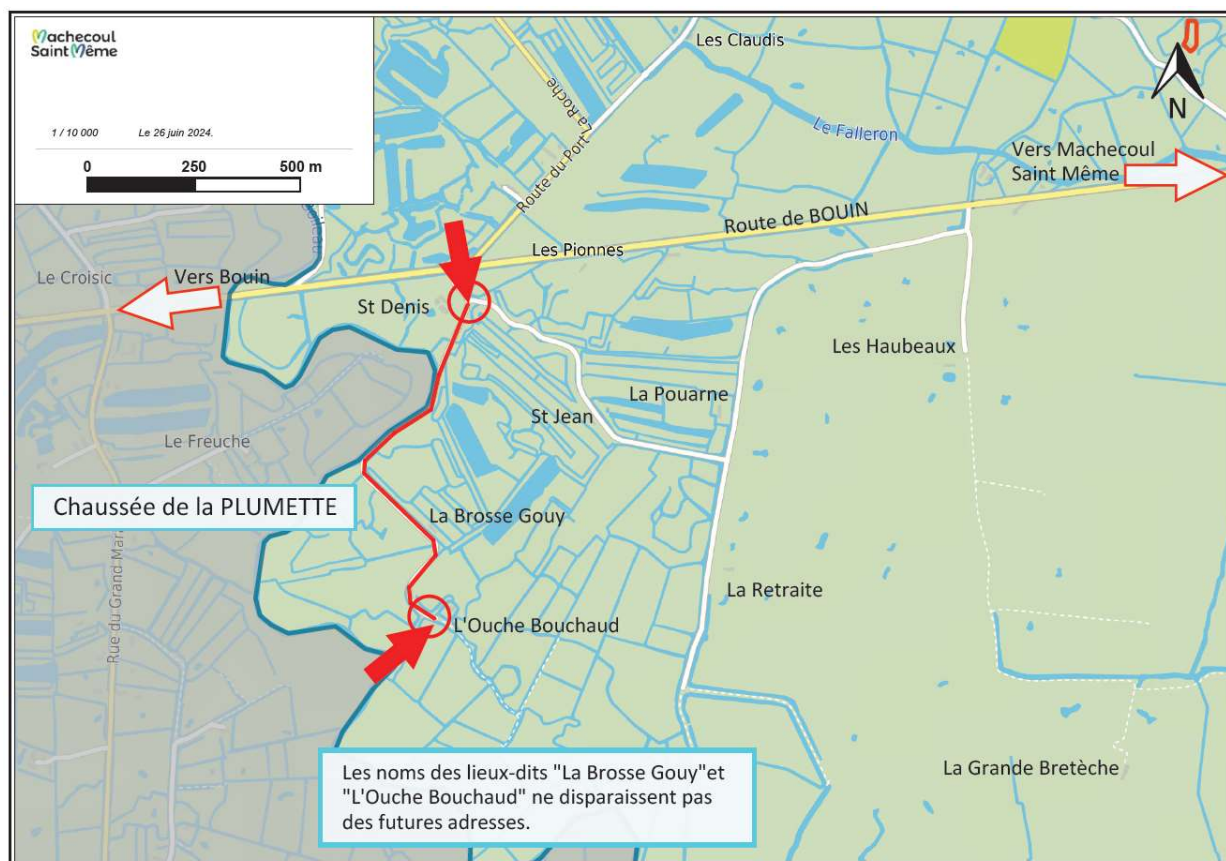 Machecoul
Saint Même
1 / 10 000 Le 26 juin 2024.
0 250 500 m
Les Claudis
La Roche
Route du Port
Le Falleron
N
Vers Machecoul
Saint Même
Route de BOUIN
Les Pionnes
Le Croisic
Vers Bouin
St Denis
Les Haubeaux
La Pouarne
St Jean
Le Freuche
Chaussée de la PLUMETTE
La Brosse Gouy
La Retraite
L'Ouche Bouchaud
Rue du Grand
La Grande Bretèche
Les noms des lieux-dits "La Brosse Gouy"et
"L'Ouche Bouchaud" ne disparaissent pas
des futures adresses.